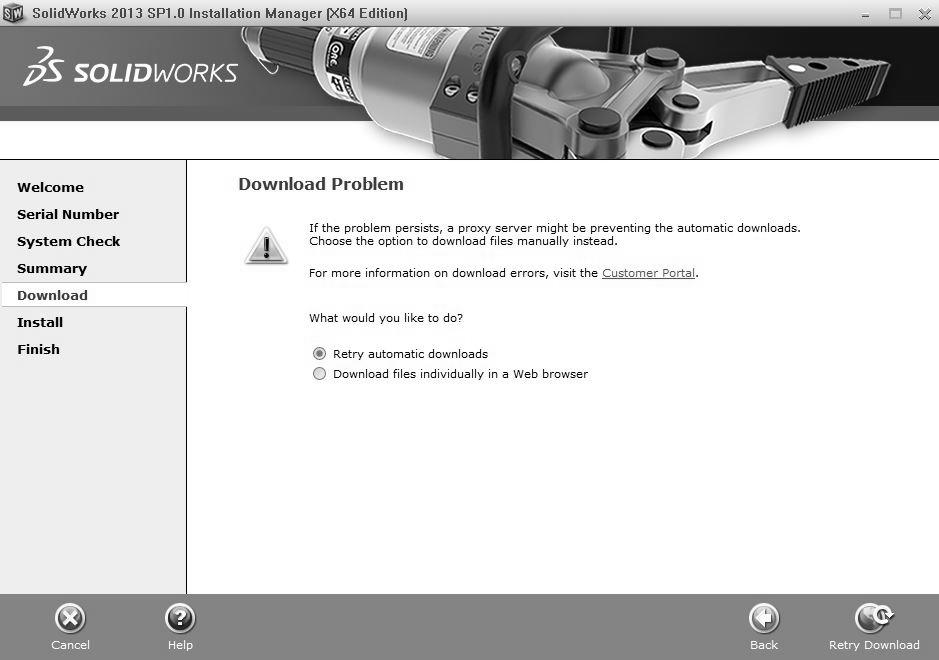 SolidWorks 2013 SP1.0 Installation Manager [X64 Edition]
SOLIDWORKS
Welcome
Serial Number
System Check
Summary
Download
Install
Finish
Download Problem
If the problem persists, a proxy server might be preventing the automatic downloads.
Choose the option to download files manually instead.
For more information on download errors, visit the Customer Portal.
What would you like to do?
Retry automatic downloads
Download files individually in a Web browser
Cancel
Help
Back
Retry Download